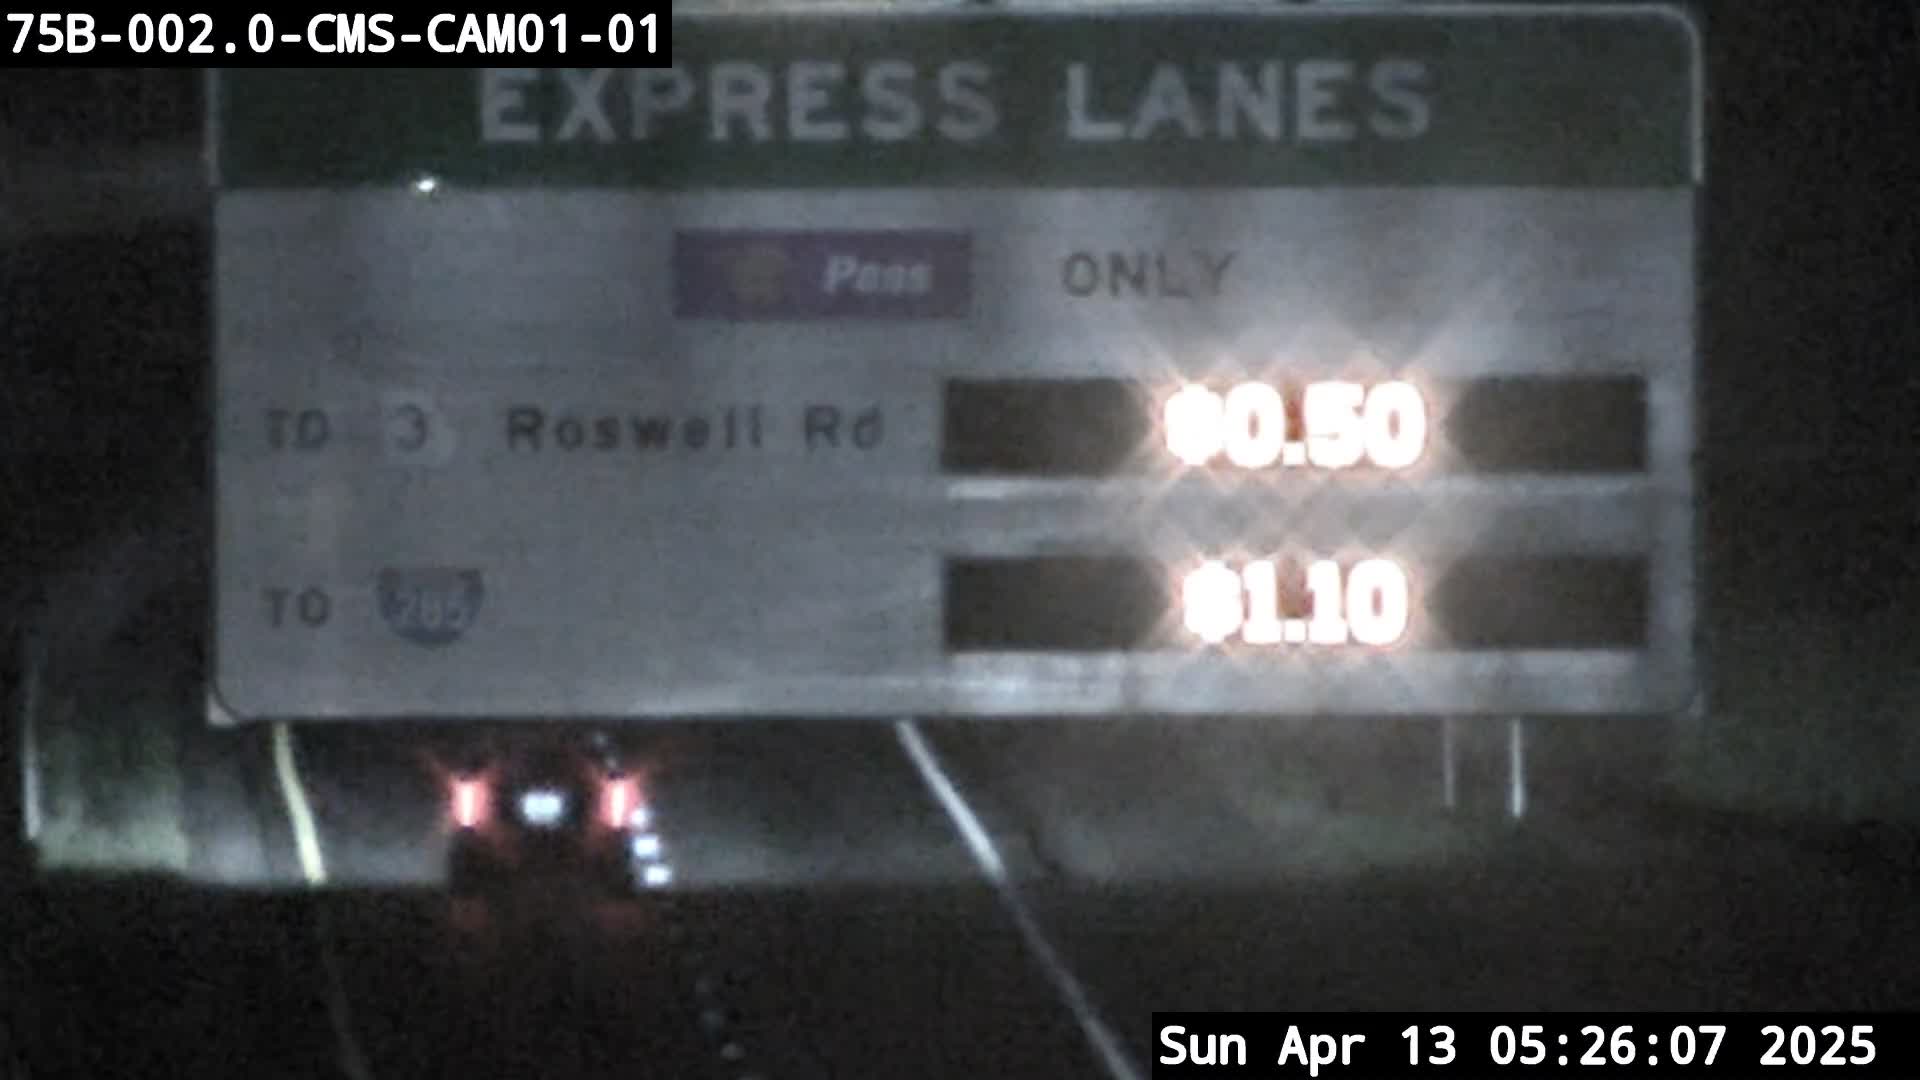 75B-002.0-CMS-CAM01-01
EXPRESS LANES
Pass ONLY
TO 3 Roswell Rd $0.50
TO 285 $1.10
Sun Apr 13 05:26:07 2025